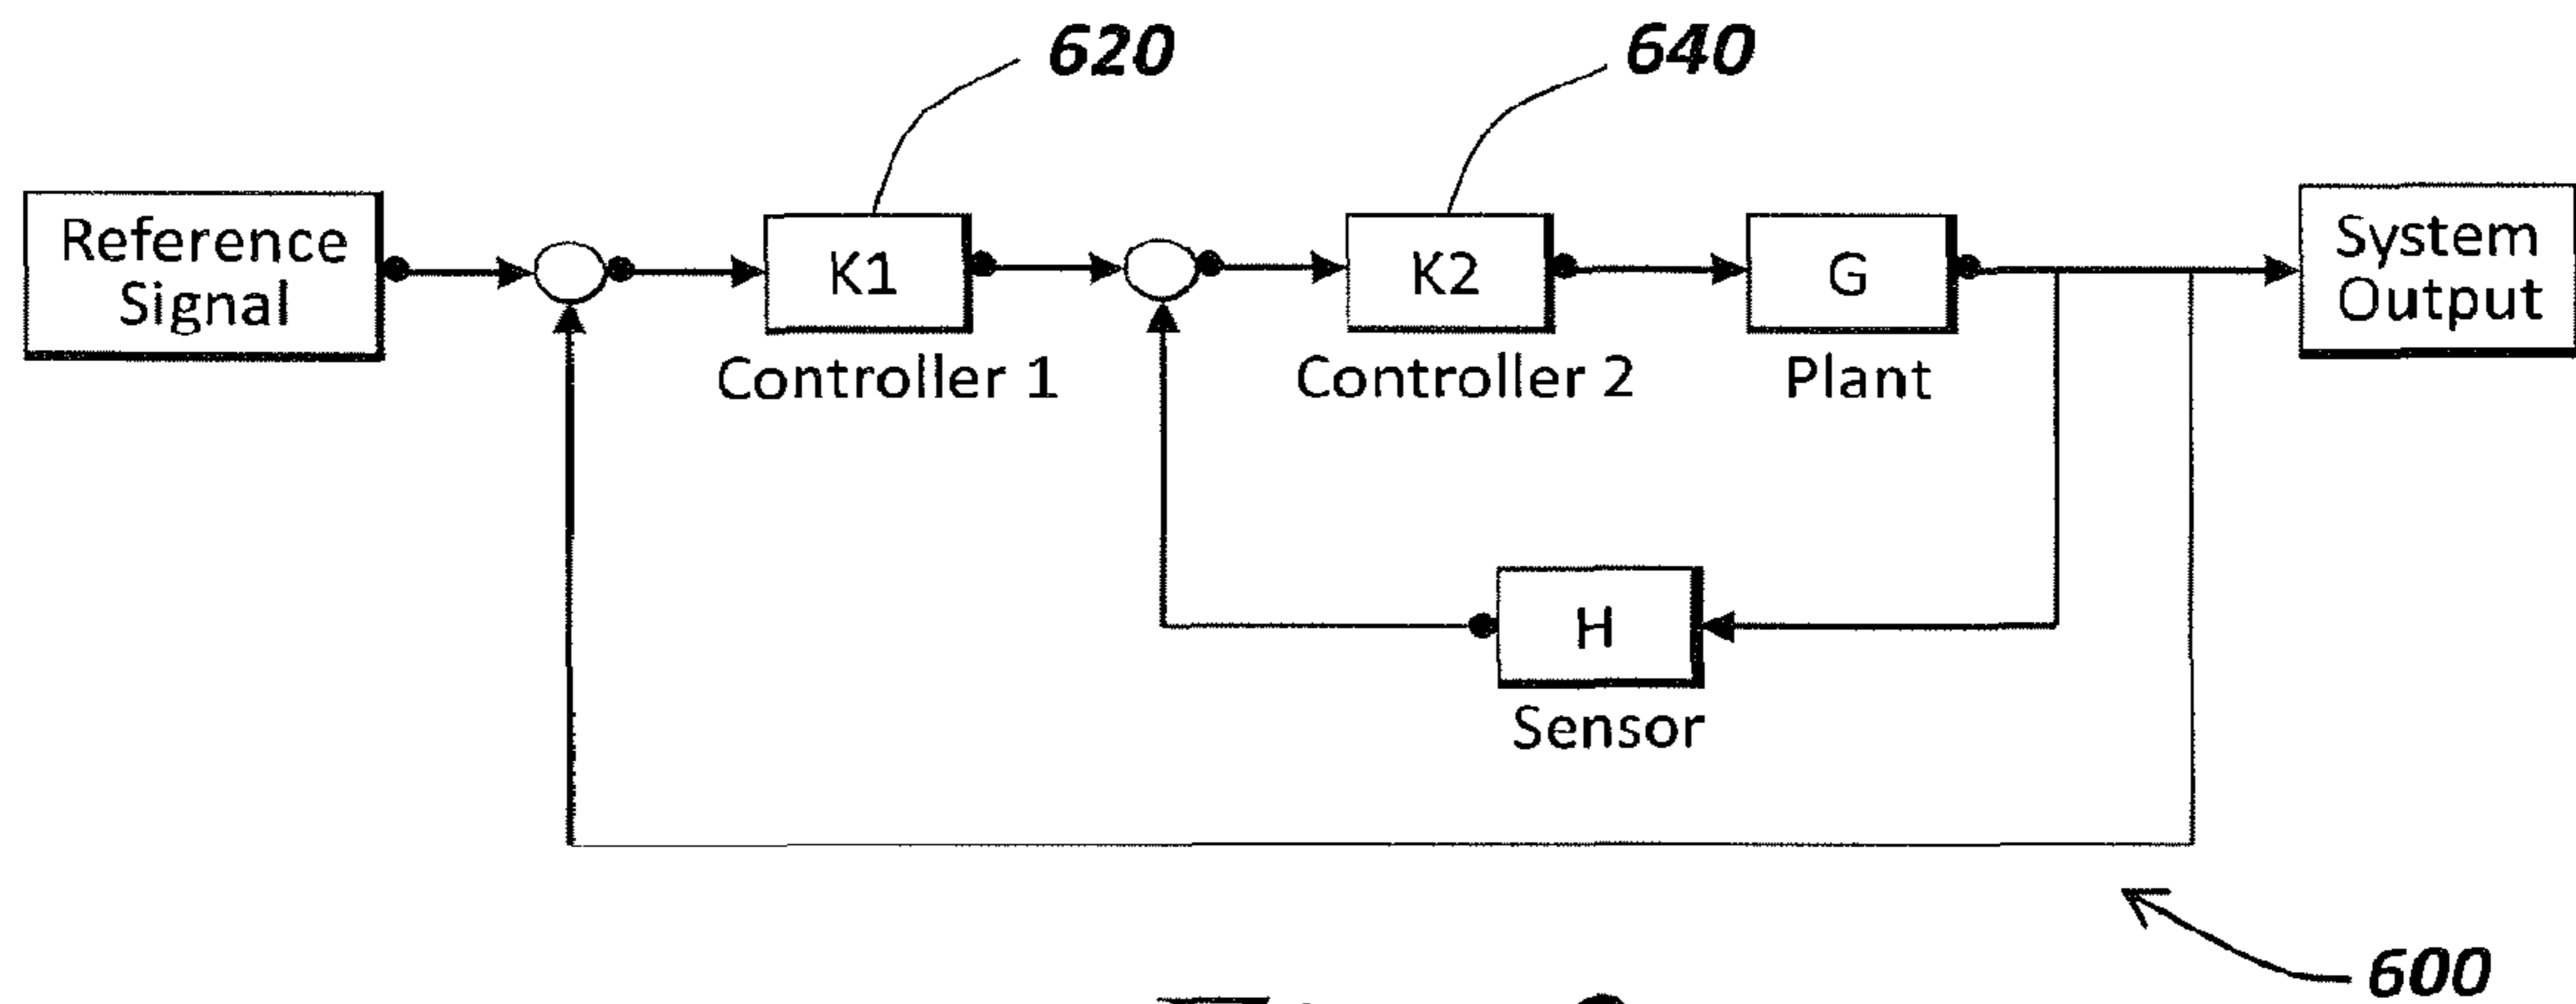 620
640
Reference
Signal
K1
K2
G
System
Output
Controller 1
Controller 2
Plant
H
Sensor
600